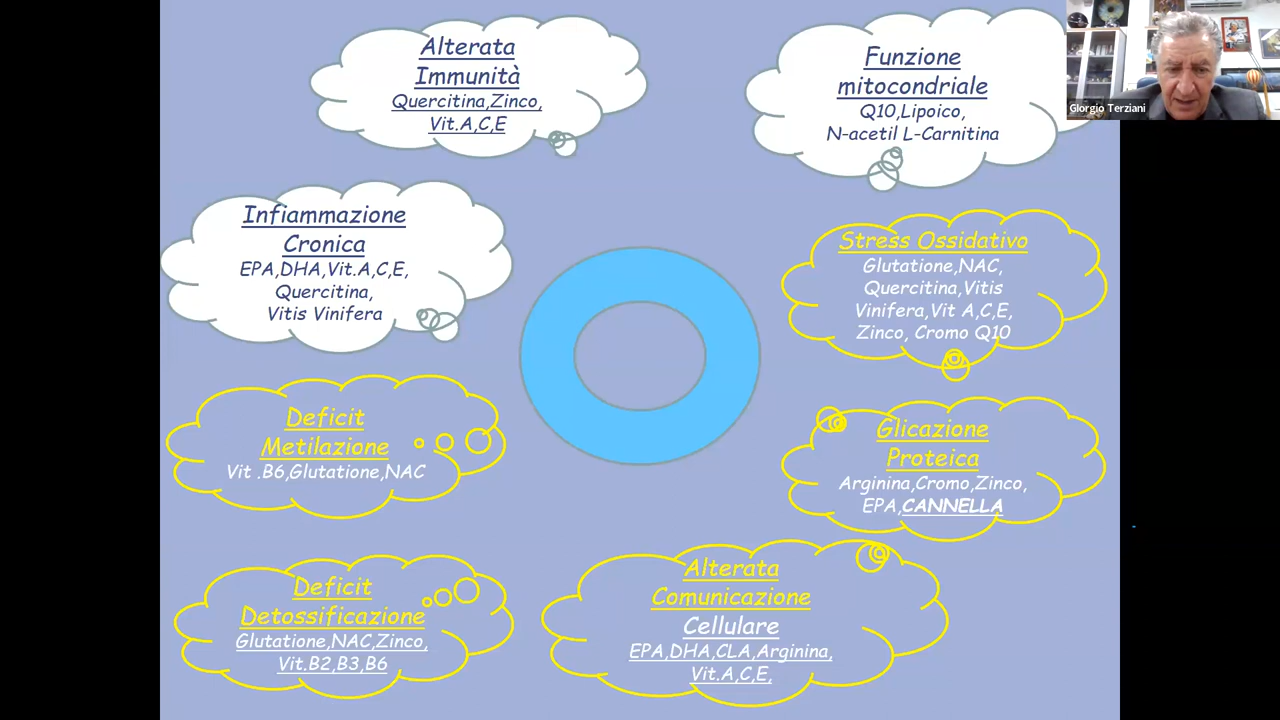 Alterata
Immunità
Quercitina,Zinco,
Vit.A,C,E
Funzione
mitocondriale
Q10,Lipoico,
N-acetil L-Carnitina
GIorgio Terziani
Infiammazione
Cronica
EPA,DHA,Vit.A,C,E,
Quercitina,
Vitis Vinifera
Stress Ossidativo
Glutatione,NAC,
Quercitina,Vitis
Vinifera,Vit A,C,E,
Zinco, Cromo Q10
Deficit
Metilazione
Vit .B6,Glutatione,NAC
Glicazione
Proteica
Arginina,Cromo,Zinco,
EPA,CANNELLA
Deficit
Detossificazione
Glutatione,NAC,Zinco,
Vit.B2,B3,B6
Alterata
Comunicazione
Cellulare
EPA,DHA,CLA,Arginina,
Vit.A,C,E,